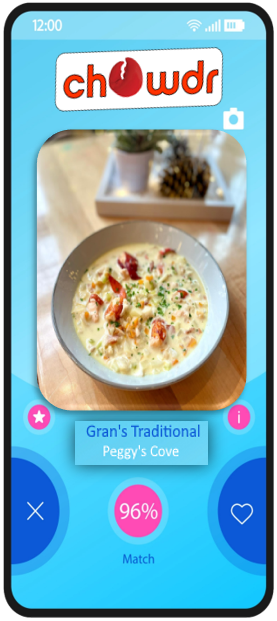 12:00
chowdr
Gran's Traditional
Peggy's Cove
96%
Match